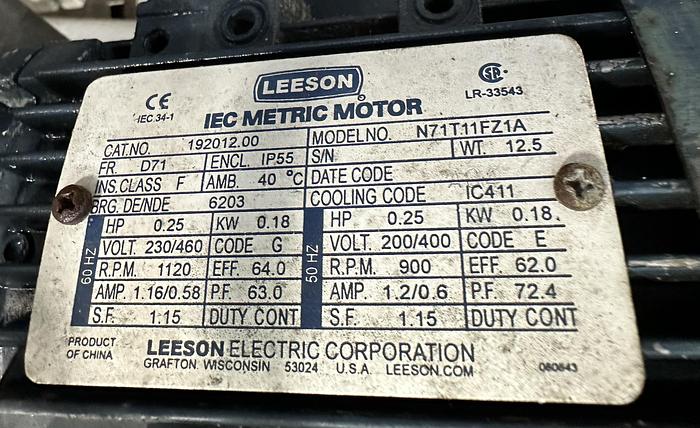 LEESON
CE
IEC 34-1
IEC METRIC MOTOR
LR-33543
CAT.NO. 192012.00 MODEL NO. N71T11FZ1A
FR. D71 ENCL. IP55 S/N WT. 12.5
INS.CLASS F AMB. 40 °C DATE CODE
BRG. DE/NDE 6203 COOLING CODE IC411
60 HZ
HP 0.25 KW 0.18
VOLT. 230/460 CODE G
R.P.M. 1120 EFF. 64.0
AMP. 1.16/0.58 P.F. 63.0
S.F. 1.15 DUTY CONT
50 HZ
HP 0.25 KW 0.18.
VOLT. 200/400 CODE E
R.P.M. 900 EFF. 62.0
AMP. 1.2/0.6 P.F. 72.4
S.F. 1.15 DUTY CONT
PRODUCT
OF CHINA
LEESON ELECTRIC CORPORATION
GRAFTON, WISCONSIN 53024 U.S.A. LEESON.COM